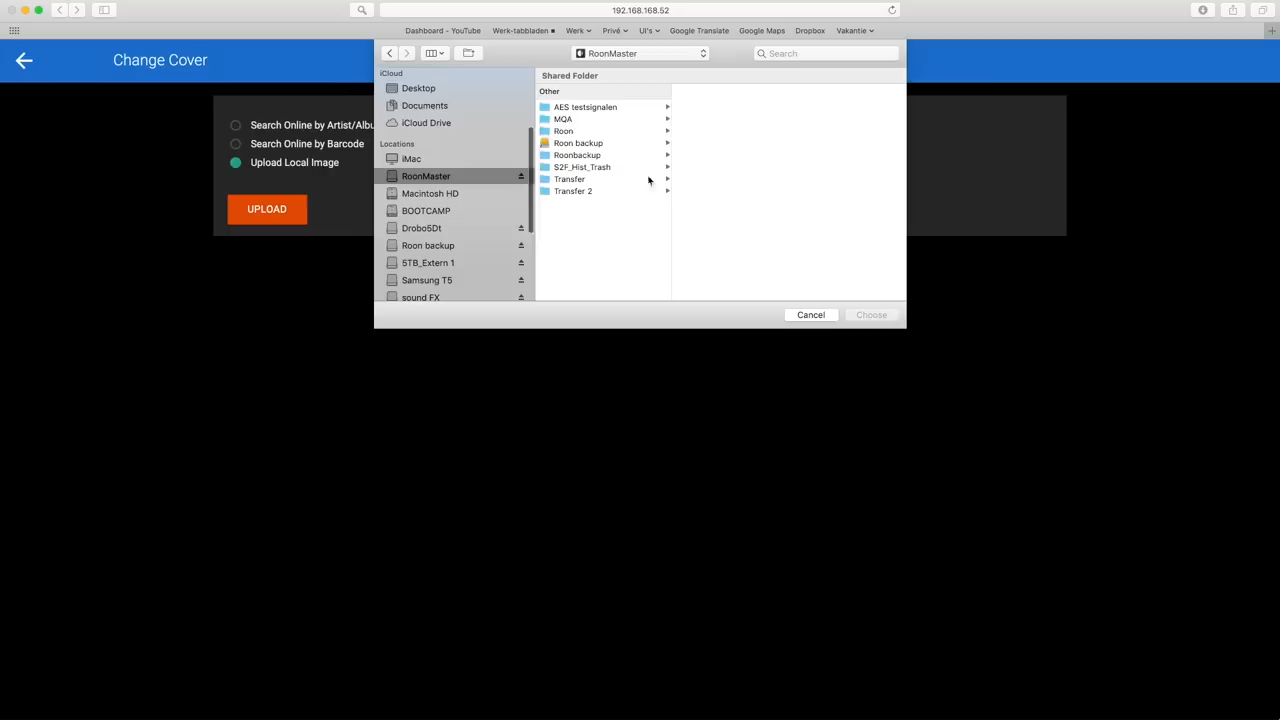 192.168.168.52
Dashboard - YouTube
Werk-tabbladen
Werk
Privé
UI's
Google Translate
Google Maps
Dropbox
Vakantie
Change Cover
RoonMaster
Search
iCloud
Desktop
Documents
iCloud Drive
Locations
iMac
RoonMaster
Macintosh HD
BOOTCAMP
Drobo5Dt
Roon backup
5TB_Extern 1
Samsung T5
sound FX
Shared Folder
Other
AES testsignalen
MQA
Roon
Roon backup
Roonbackup
S2F_Hist_Trash
Transfer
Transfer 2
Search Online by Artist/Albu
Search Online by Barcode
Upload Local Image
UPLOAD
Cancel
Choose